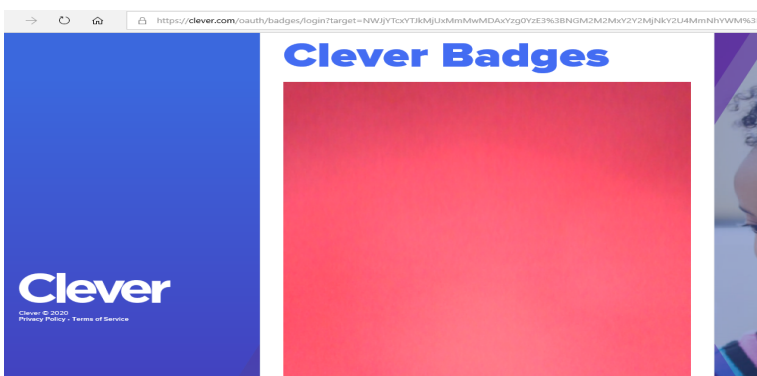 https://clever.com/oauth/badges/login?target=NWJjYTcxYTJkMjUxMmMwMDAxYzg0YzE3%3BNGM2M2MxY2Y2MjNkY2U4MmNhYWM%3
Clever Badges
Clever
Clever © 2020
Privacy Policy - Terms of Service